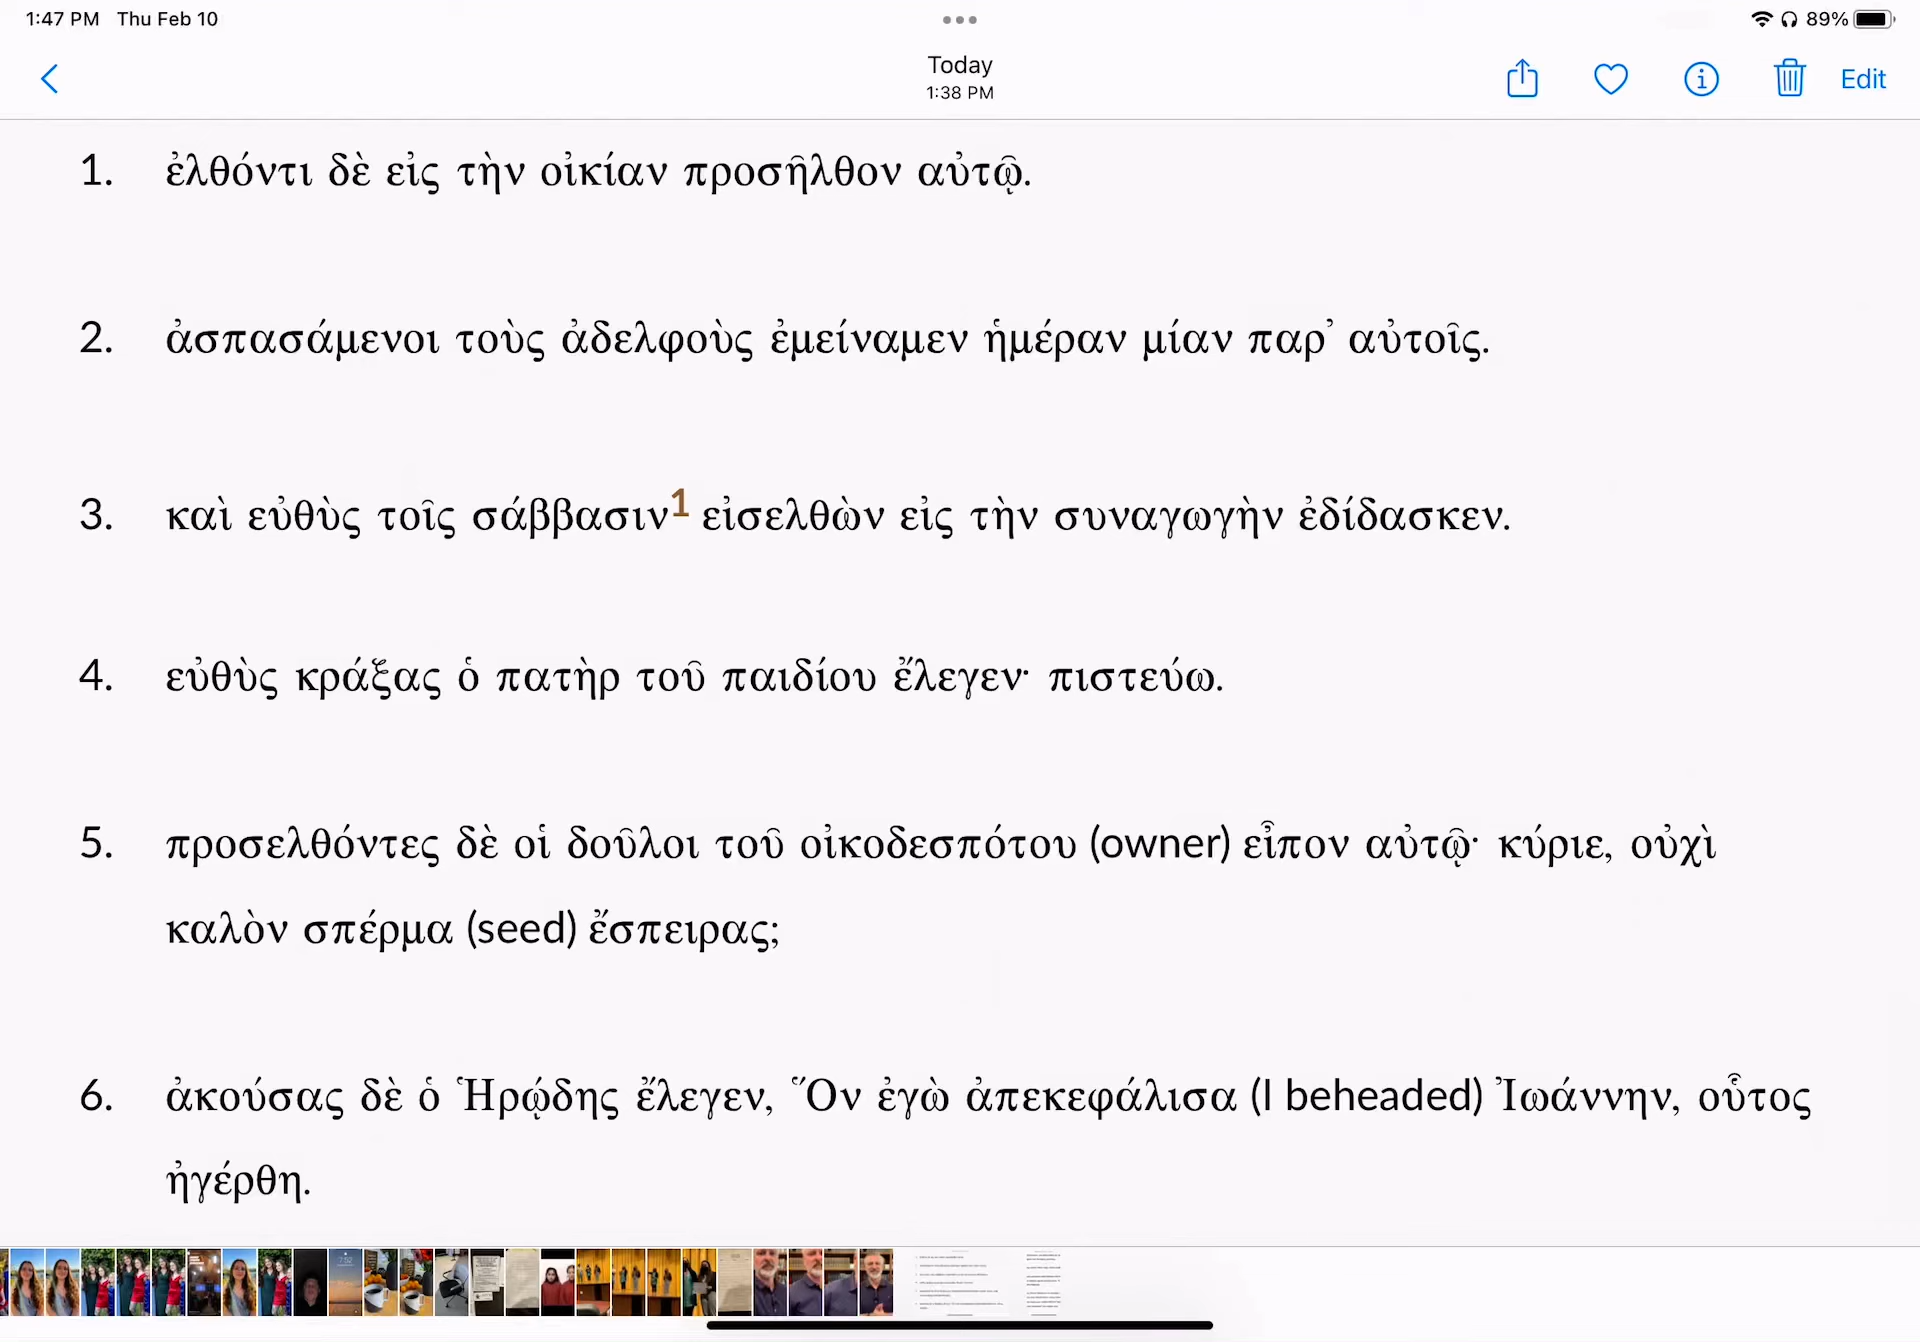 1:47 PM Thu Feb 10
89%
Today
1:38 PM
Edit
1. ἐλθόντι δὲ εἰς τὴν οἰκίαν προσῆλθον αὐτῷ.
2. ἀσπασάμενοι τοὺς ἀδελφοὺς ἐμείναμεν ἡμέραν μίαν παρ’ αὐτοῖς.
3. καὶ εὐθὺς τοῖς σάββασιν1 εἰσελθὼν εἰς τὴν συναγωγὴν ἐδίδασκεν.
4. εὐθὺς κράξας ὁ πατὴρ τοῦ παιδίου ἔλεγεν· πιστεύω.
5. προσελθόντες δὲ οἱ δοῦλοι τοῦ οἰκοδεσπότου (owner) εἶπον αὐτῷ· κύριε, οὐχὶ
καλὸν σπέρμα (seed) ἔσπειρας;
6. ἀκούσας δὲ ὁ Ἡρῴδης ἔλεγεν, Ὃν ἐγὼ ἀπεκεφάλισα (I beheaded) Ἰωάννην, οὗτος
ἠγέρθη.